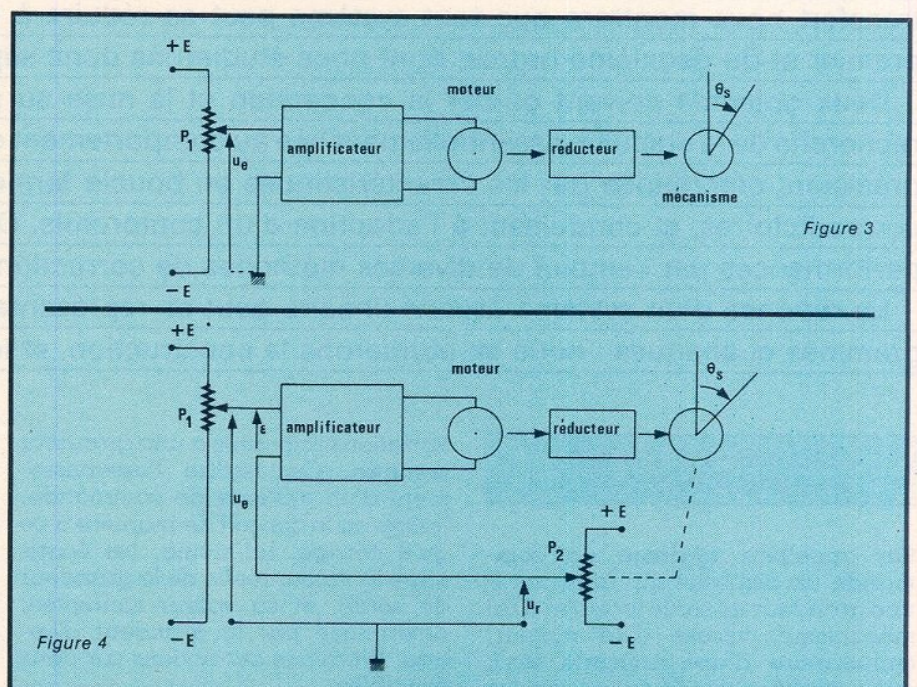 +E
moteur
θs
P1
ue
amplificateur
réducteur
mécanisme
Figure 3
−E
+E
moteur
θs
P1
ε
amplificateur
réducteur
ue
+E
P2
ur
Figure 4
−E
−E